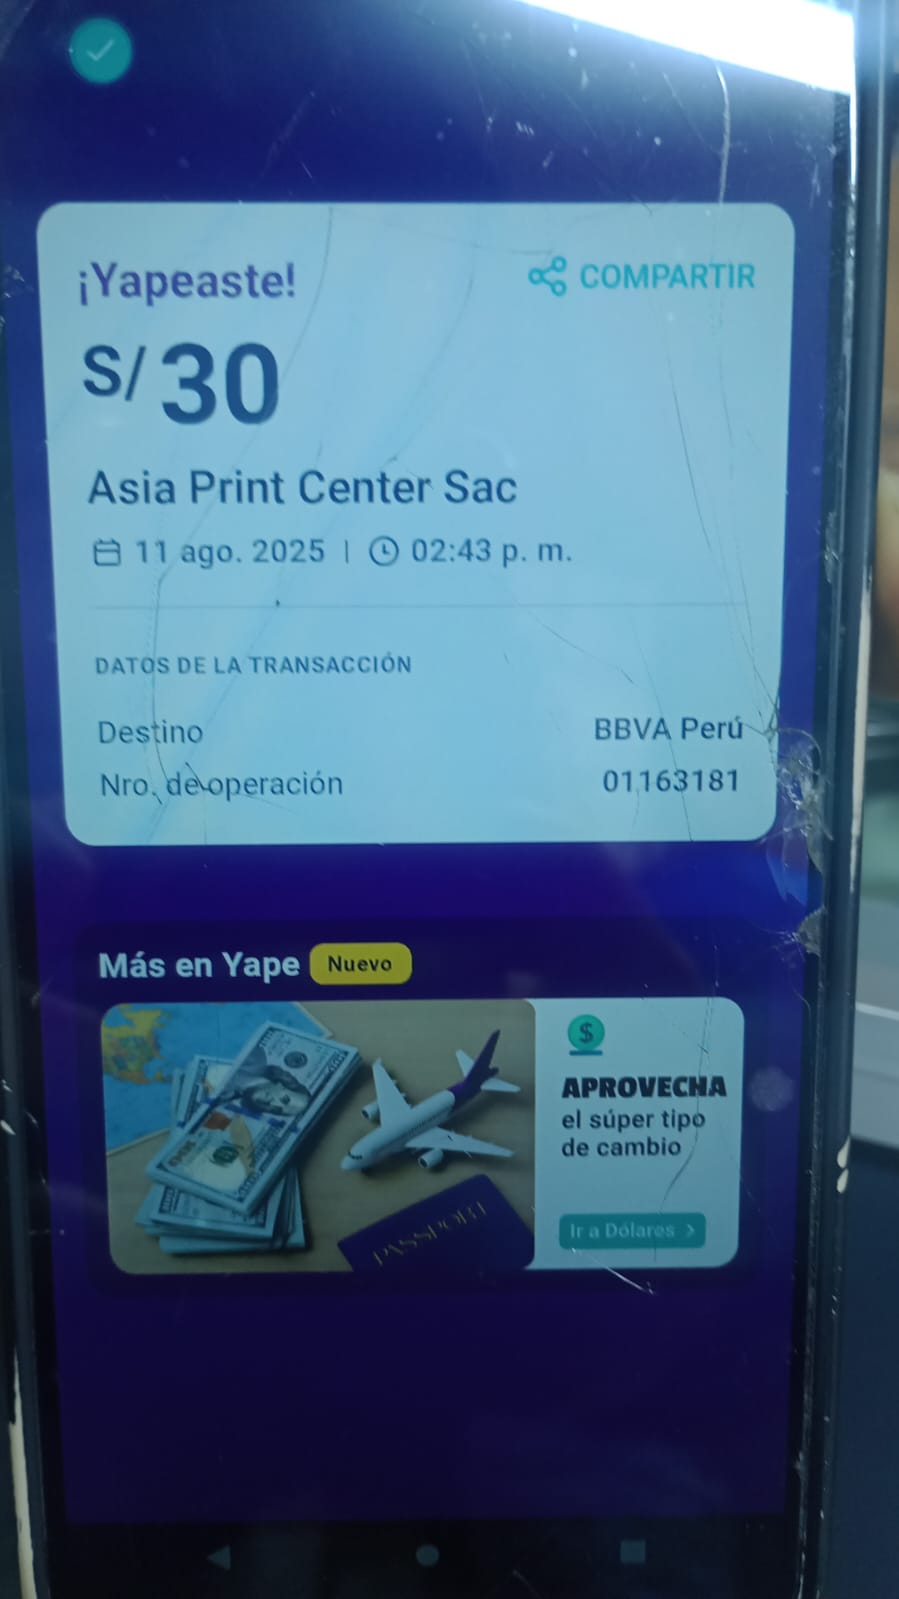 ¡Yapeaste!
COMPARTIR
S/ 30
Asia Print Center Sac
11 ago. 2025 | 02:43 p. m.
DATOS DE LA TRANSACCIÓN
Destino BBVA Perú
Nro. de operación 01163181
Más en Yape Nuevo
$
APROVECHA
el súper tipo
de cambio
Ir a Dólares >
PASSPORT